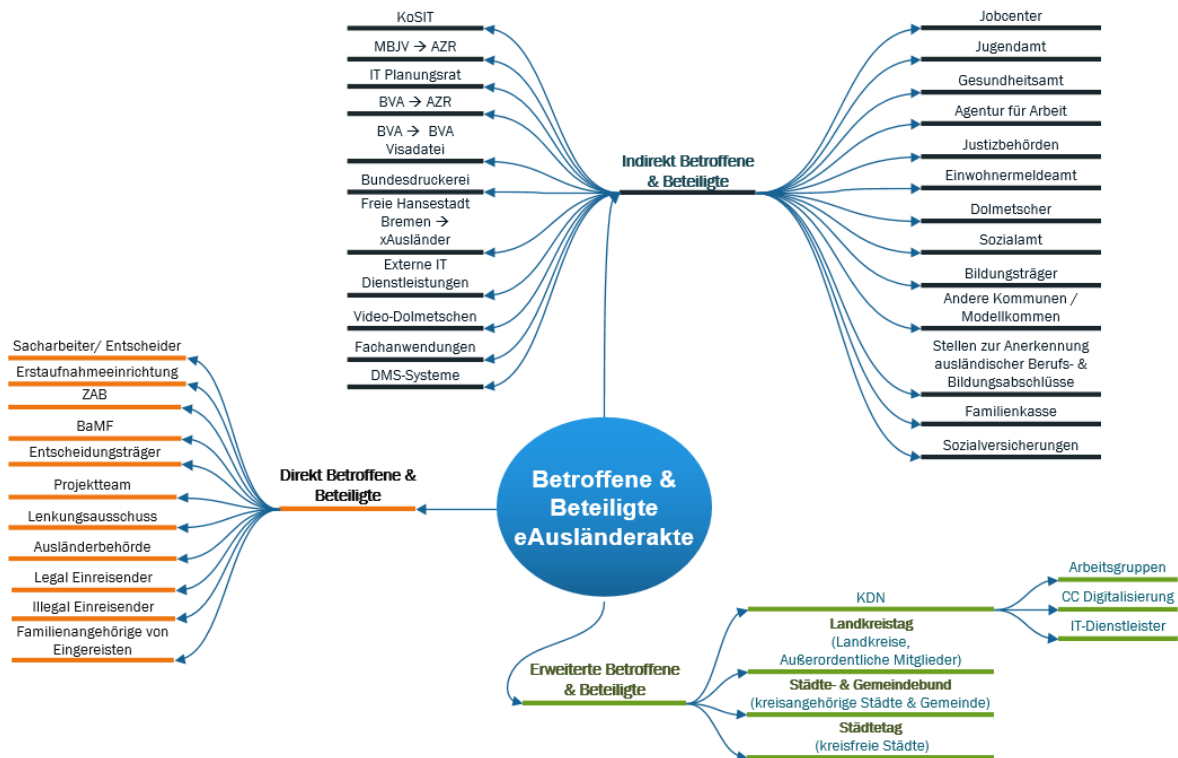 KoSIT
MBJV → AZR
IT Planungsrat
BVA → AZR
BVA → BVA
Visadatei
Bundesdruckerei
Freie Hansestadt
Bremen →
xAusländer
Externe IT
Dienstleistungen
Video-Dolmetschen
Fachanwendungen
DMS-Systeme
Indirekt Betroffene
& Beteiligte
Jobcenter
Jugendamt
Gesundheitsamt
Agentur für Arbeit
Justizbehörden
Einwohnermeldeamt
Dolmetscher
Sozialamt
Bildungsträger
Andere Kommunen /
Modellkommen
Stellen zur Anerkennung
ausländischer Berufs- &
Bildungsabschlüsse
Familienkasse
Sozialversicherungen
Sacharbeiter/ Entscheider
Erstaufnahmeeinrichtung
ZAB
BaMF
Entscheidungsträger
Projektteam
Lenkungsausschuss
Ausländerbehörde
Legal Einreisender
Illegal Einreisender
Familienangehörige von
Eingereisten
Direkt Betroffene &
Beteiligte
Betroffene &
Beteiligte
eAusländerakte
Erweiterte Betroffene
& Beteiligte
KDN
Landkreistag
(Landkreise,
Außerordentliche Mitglieder)
Städte- & Gemeindebund
(kreisangehörige Städte & Gemeinde)
Städtetag
(kreisfreie Städte)
Arbeitsgruppen
CC Digitalisierung
IT-Dienstleister